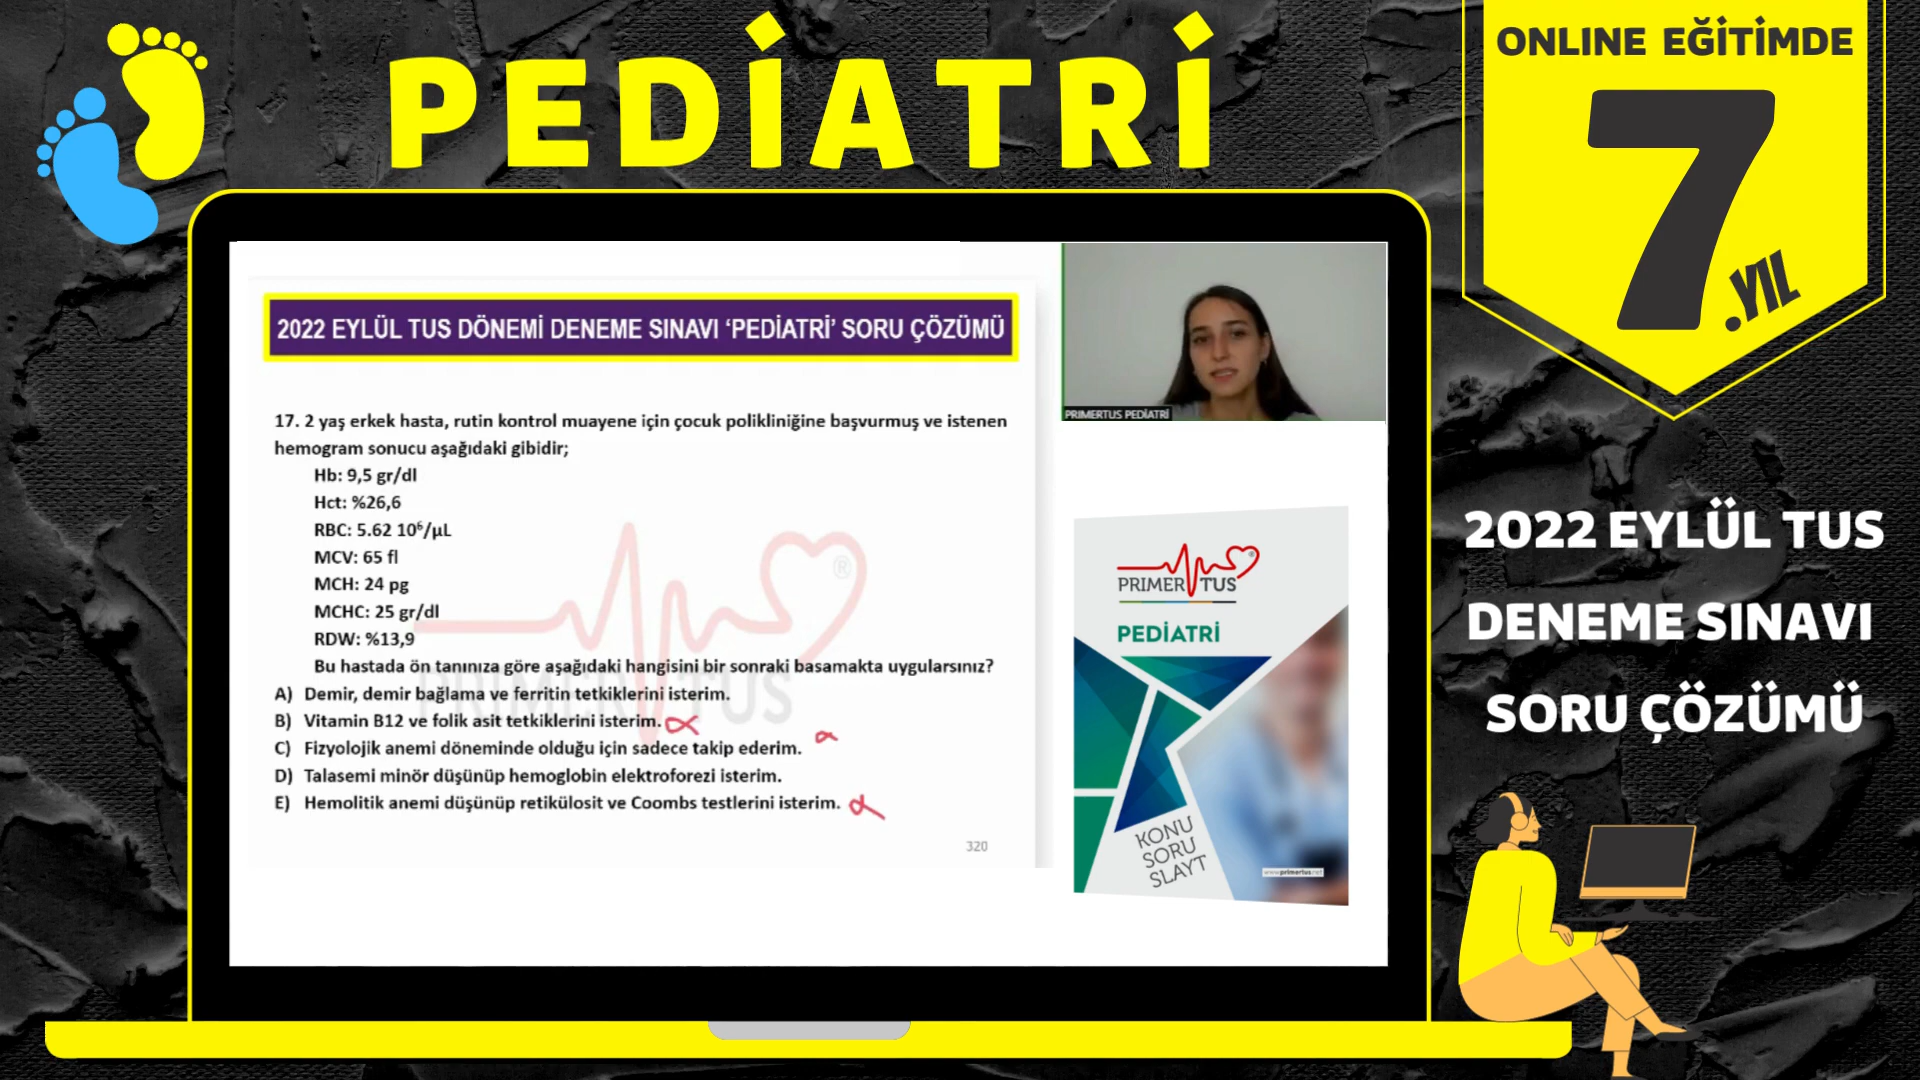 PEDİATRİ
ONLINE EĞİTİMDE
7
.YIL
2022 EYLÜL TUS DÖNEMİ DENEME SINAVI ‘PEDİATRİ’ SORU ÇÖZÜMÜ
17. 2 yaş erkek hasta, rutin kontrol muayene için çocuk polikliniğine başvurmuş ve istenen
hemogram sonucu aşağıdaki gibidir;
Hb: 9,5 gr/dl
Hct: %26,6
RBC: 5.62 10⁶/µL
MCV: 65 fl
MCH: 24 pg
MCHC: 25 gr/dl
RDW: %13,9
Bu hastada ön tanınıza göre aşağıdaki hangisini bir sonraki basamakta uygularsınız?
A) Demir, demir bağlama ve ferritin tetkiklerini isterim.
B) Vitamin B12 ve folik asit tetkiklerini isterim.
C) Fizyolojik anemi döneminde olduğu için sadece takip ederim.
D) Talasemi minör düşünüp hemoglobin elektroforezi isterim.
E) Hemolitik anemi düşünüp retikülosit ve Coombs testlerini isterim.
320
PRIMERTUS
®
PRIMERTUS PEDİATRİ
PRIMERTUS
®
PEDİATRİ
KONU
SORU
SLAYT
www.primertus.net
2022 EYLÜL TUS
DENEME SINAVI
SORU ÇÖZÜMÜ